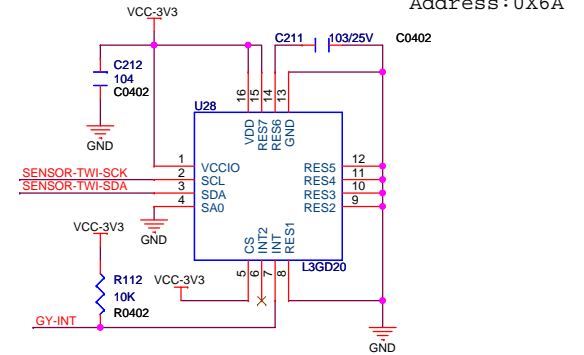 Address:0X6A
VCC-3V3
C211
103/25V
C0402
C212
104
C0402
GND
U28
16
15
14
13
VDD
RES7
RES6
GND
1
VCCIO
SENSOR-TWI-SCK
2
SCL
SENSOR-TWI-SDA
3
SDA
4
SA0
RES5
12
RES4
11
RES3
10
RES2
9
GND
CS
INT2
INT
RES1
5
6
7
8
L3GD20
VCC-3V3
VCC-3V3
R112
10K
R0402
GY-INT
GND